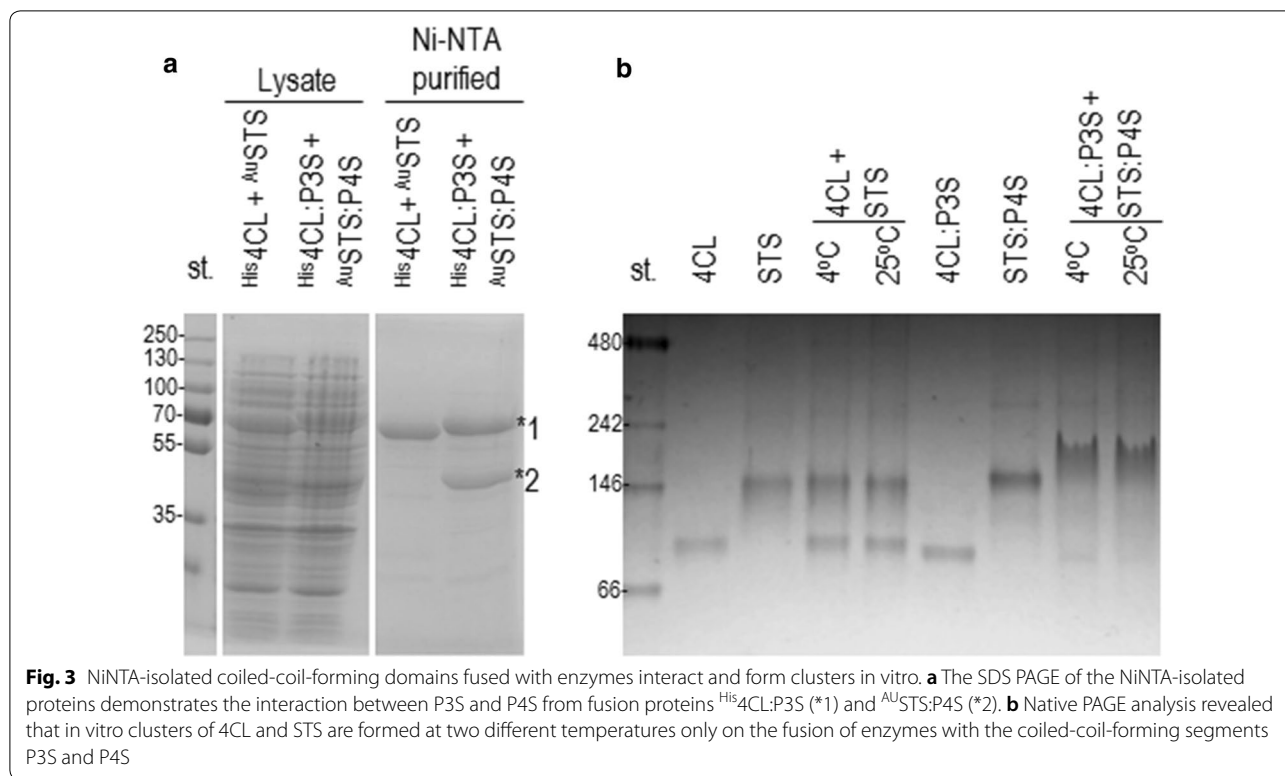 a
Lysate
Ni-NTA
purified
st.
His4CL + AuSTS
His4CL:P3S +
AuSTS:P4S
His4CL+ AuSTS
His4CL:P3S +
AuSTS:P4S
250-
130-
100-
70-
55-
35-
*1
*2
b
st.
4CL
STS
4ºC
25ºC
4CL +
STS
4CL:P3S
STS:P4S
4ºC
25ºC
4CL:P3S +
STS:P4S
480-
242-
146-
66-
Fig. 3 NiNTA-isolated coiled-coil-forming domains fused with enzymes interact and form clusters in vitro. a The SDS PAGE of the NiNTA-isolated
proteins demonstrates the interaction between P3S and P4S from fusion proteins His4CL:P3S (*1) and AUSTS:P4S (*2). b Native PAGE analysis revealed
that in vitro clusters of 4CL and STS are formed at two different temperatures only on the fusion of enzymes with the coiled-coil-forming segments
P3S and P4S